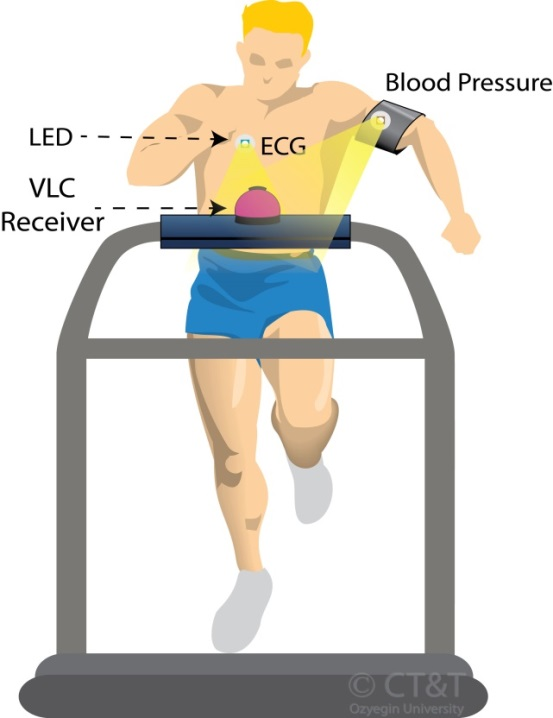 Blood Pressure
LED
ECG
VLC
Receiver
© CT&T
Ozyegin University